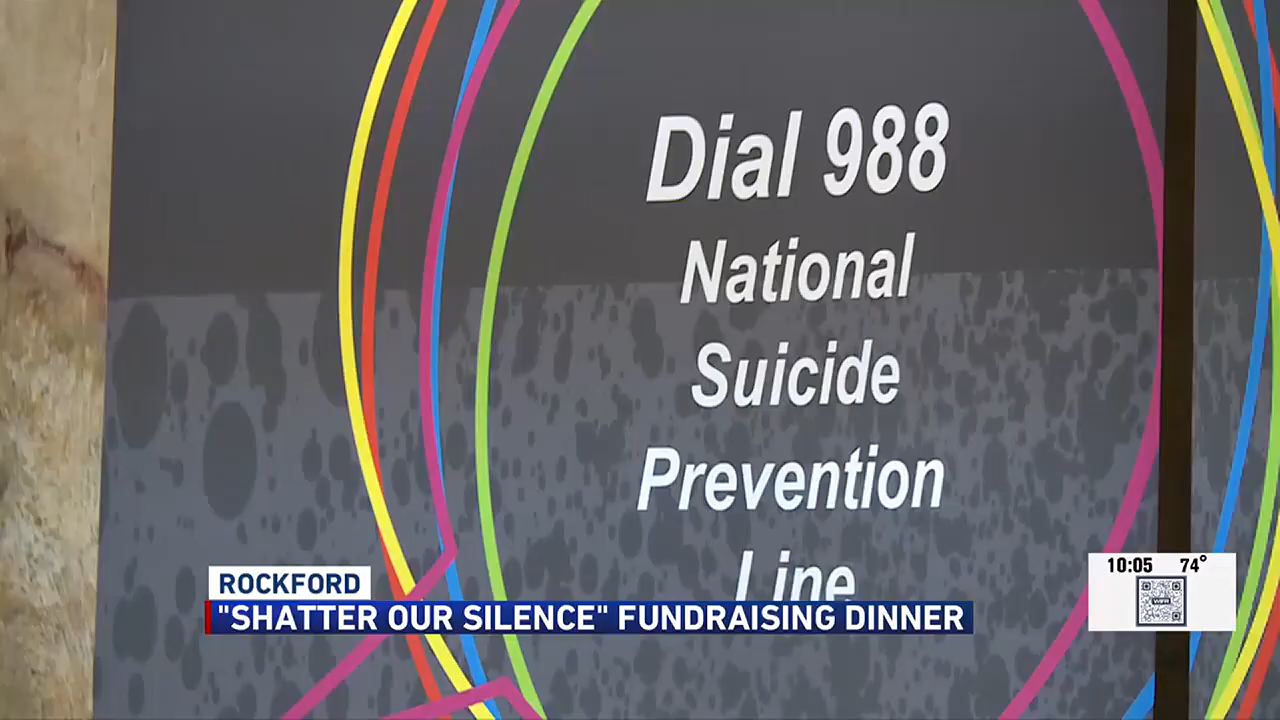 Dial 988
National
Suicide
Prevention
Line
ROCKFORD
"SHATTER OUR SILENCE" FUNDRAISING DINNER
10:05 74°